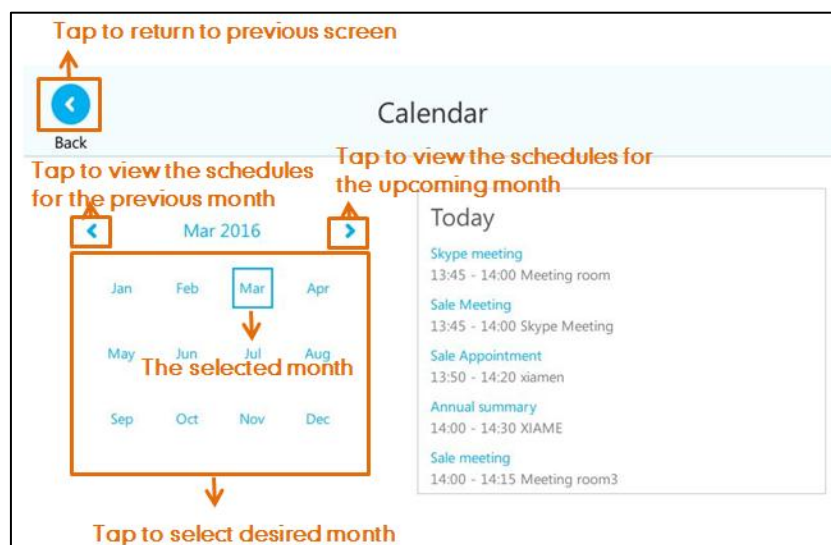 Tap to return to previous screen
Calendar
Back
Tap to view the schedules
for the previous month
Tap to view the schedules for
the upcoming month
Mar 2016
Jan Feb Mar Apr
May Jun Jul Aug
The selected month
Sep Oct Nov Dec
Tap to select desired month
Today
Skype meeting
13:45 - 14:00 Meeting room
Sale Meeting
13:45 - 14:00 Skype Meeting
Sale Appointment
13:50 - 14:20 xiamen
Annual summary
14:00 - 14:30 XIAME
Sale meeting
14:00 - 14:15 Meeting room3